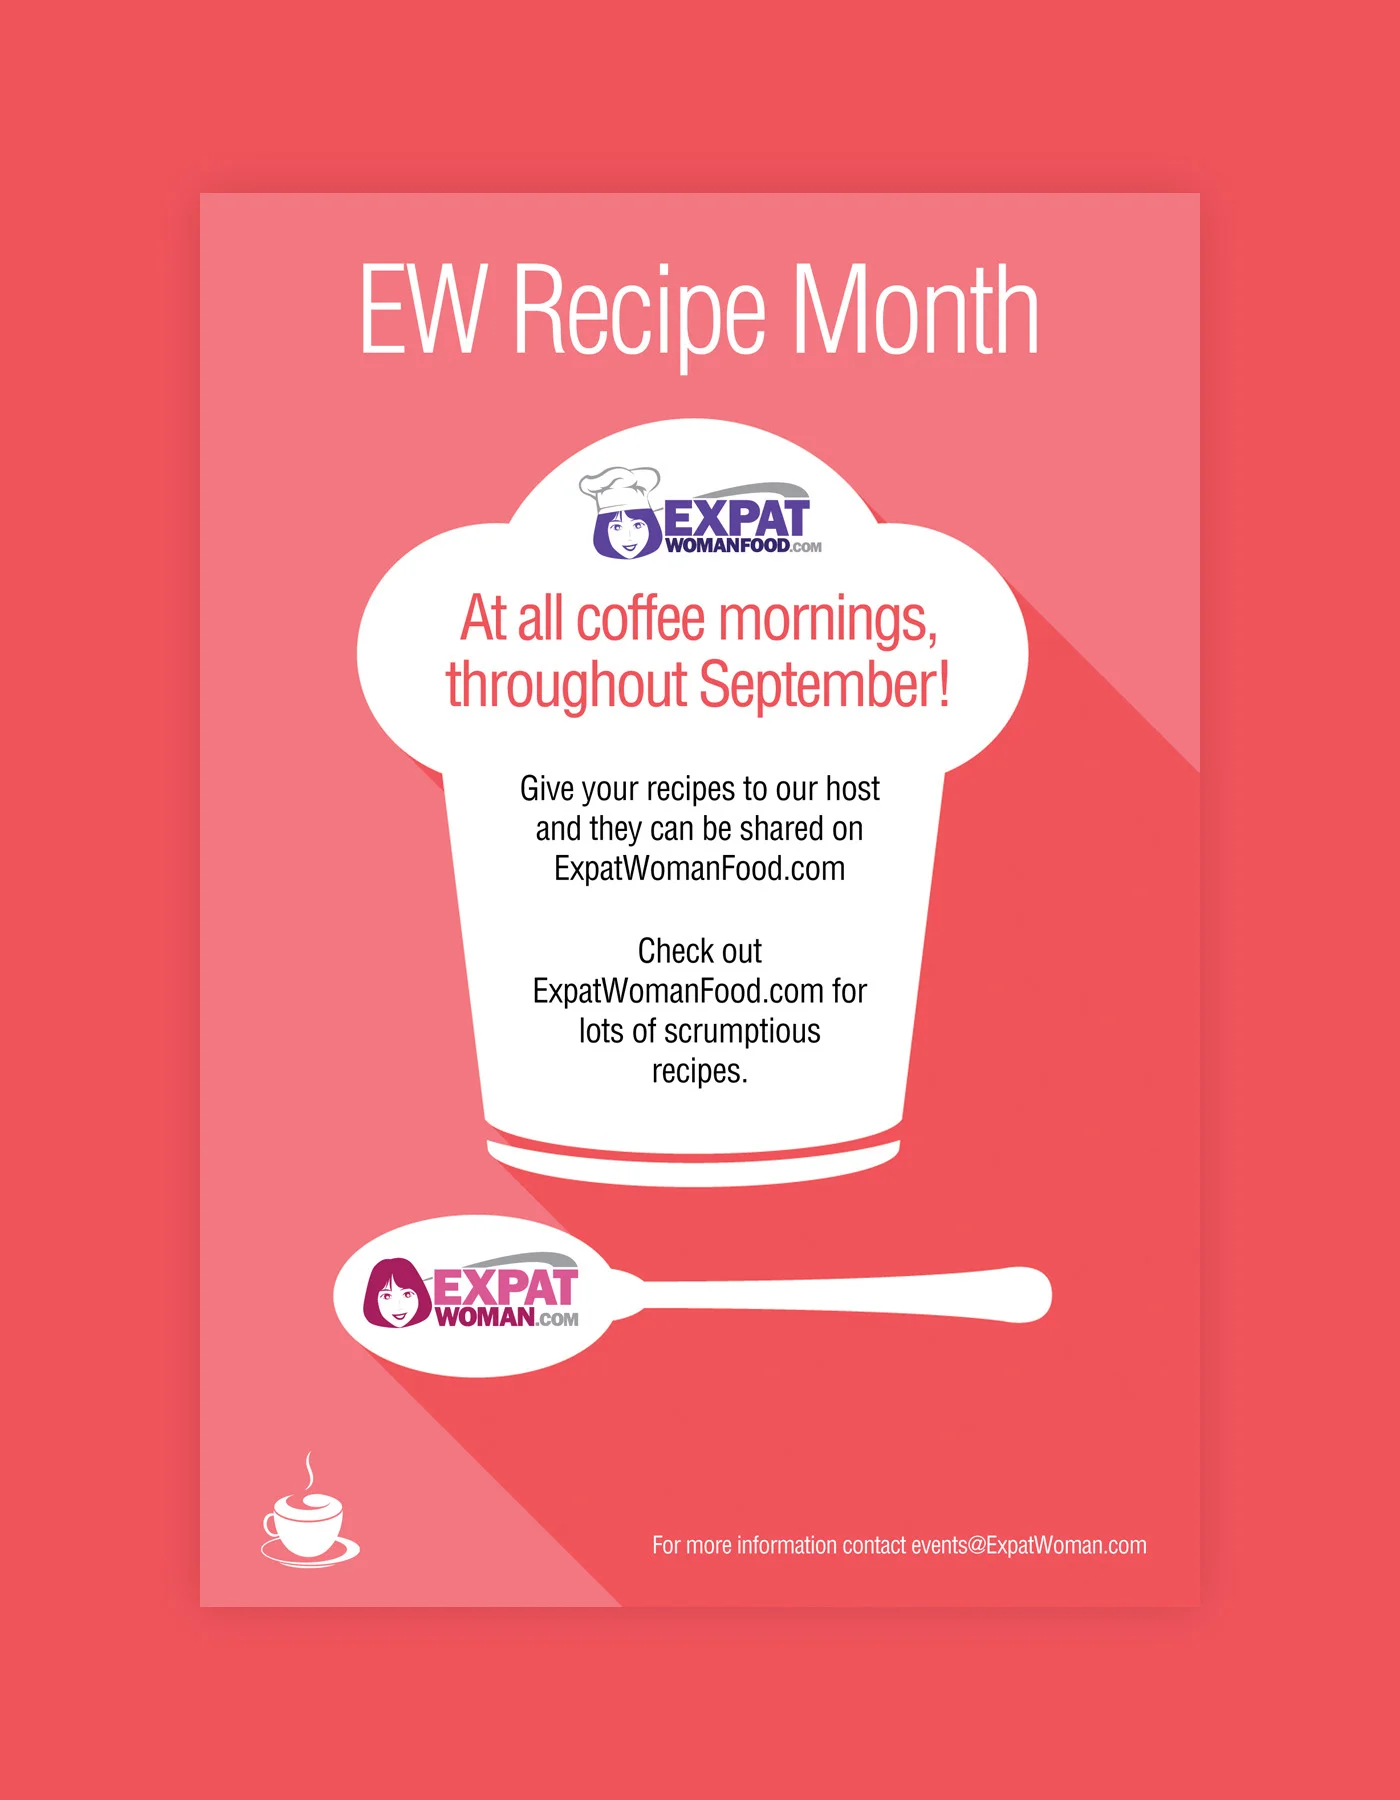 EW Recipe Month
EXPAT
WOMANFOOD.COM
At all coffee mornings,
throughout September!
Give your recipes to our host
and they can be shared on
ExpatWomanFood.com
Check out
ExpatWomanFood.com for
lots of scrumptious
recipes.
EXPAT
WOMAN.COM
For more information contact events@ExpatWoman.com